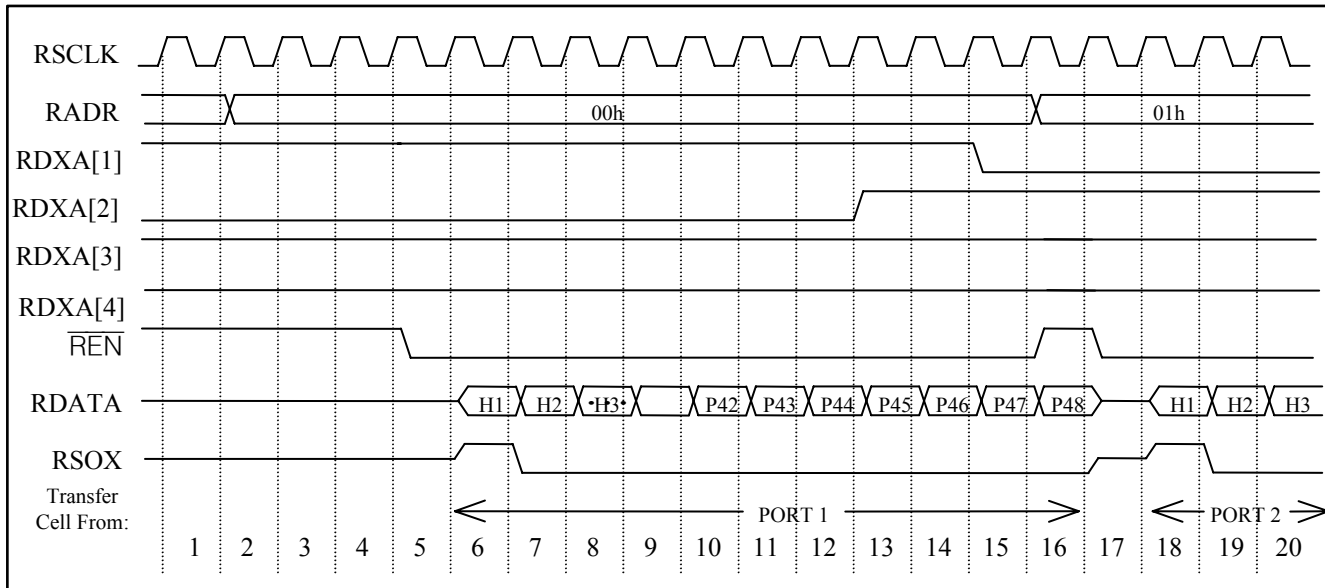 RSCLK
RADR 00h 01h
RDXA[1]
RDXA[2]
RDXA[3]
RDXA[4]
REN
RDATA H1 H2 H3 P42 P43 P44 P45 P46 P47 P48 H1 H2 H3
RSOX
Transfer
Cell From: PORT 1 PORT 2
1 2 3 4 5 6 7 8 9 10 11 12 13 14 15 16 17 18 19 20